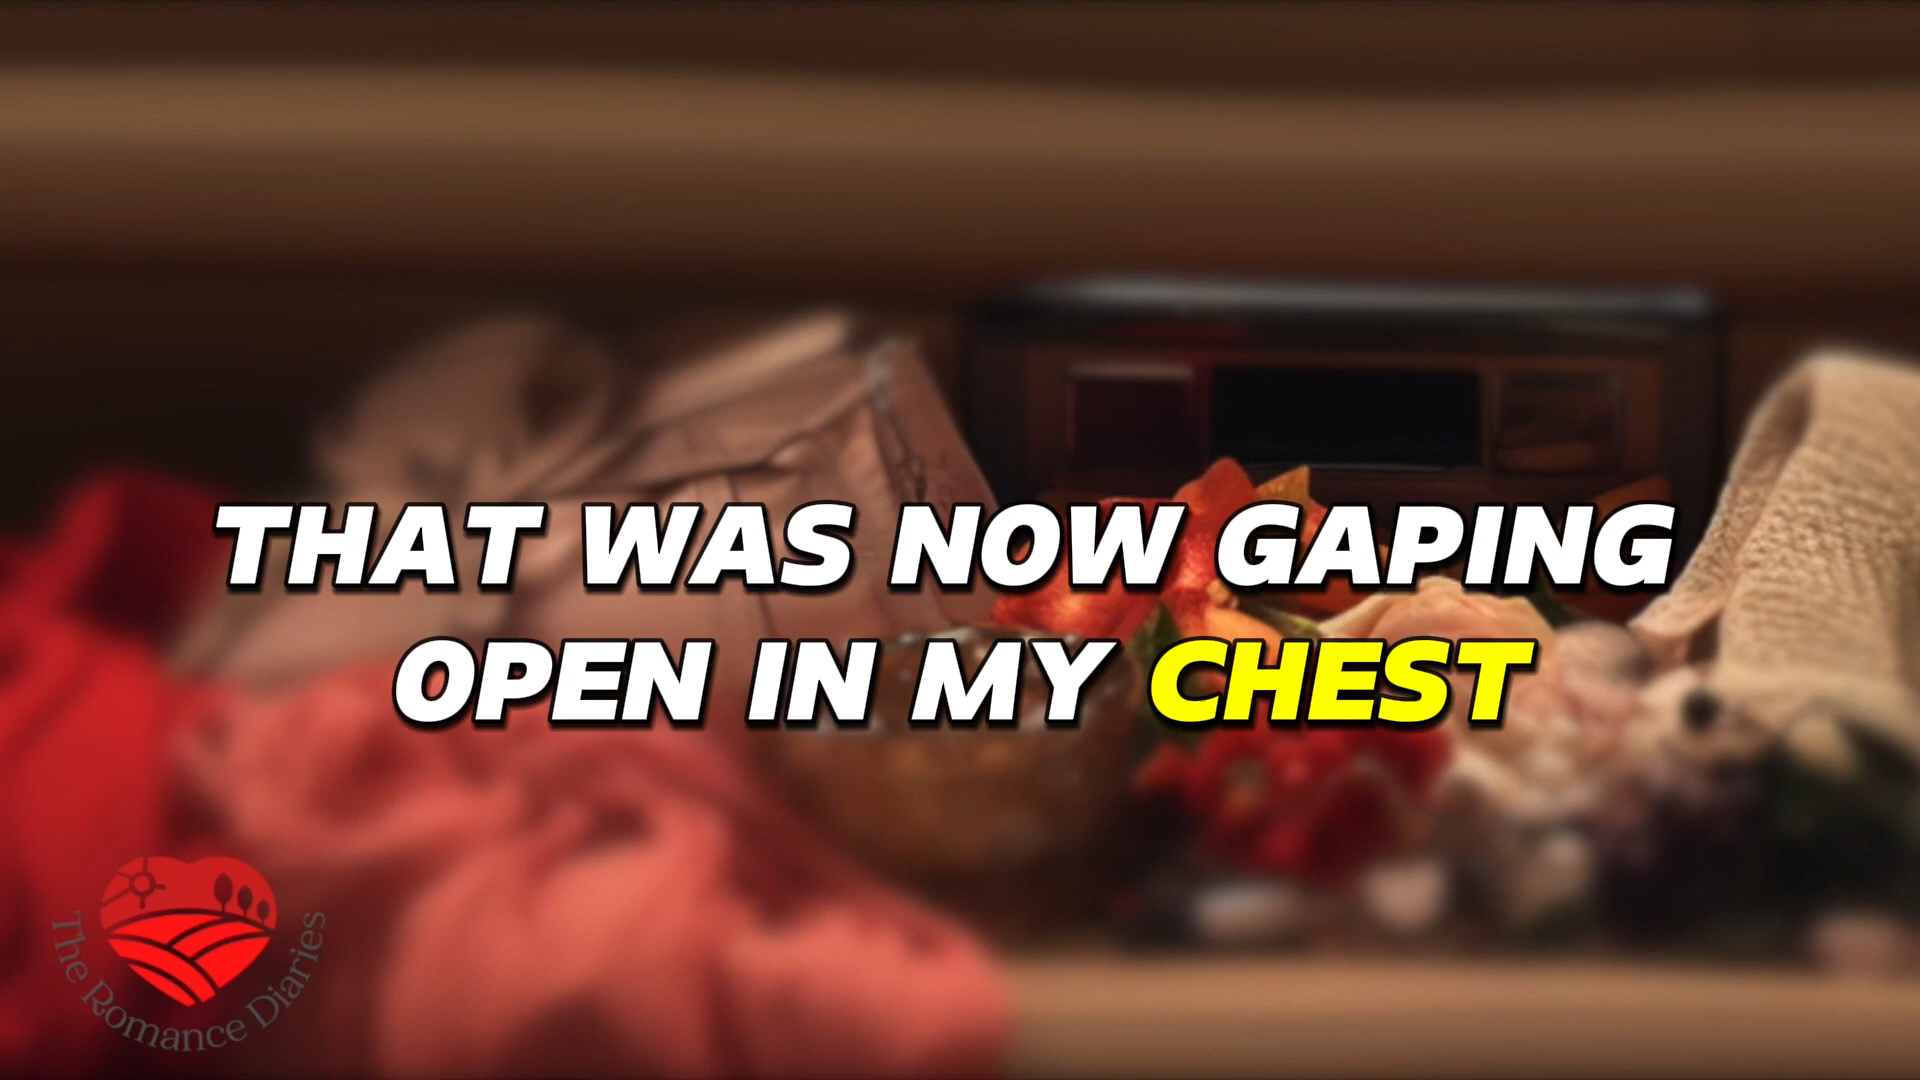 THAT WAS NOW GAPING
OPEN IN MY CHEST
The Romance Diaries